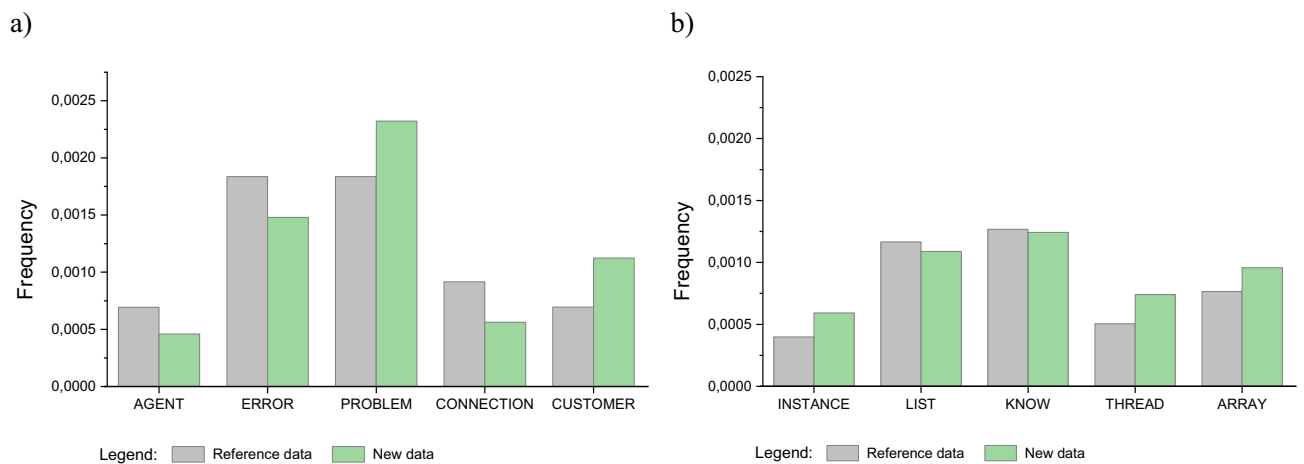 a)
Frequency
0,0025
0,0020
0,0015
0,0010
0,0005
0,0000
AGENT ERROR PROBLEM CONNECTION CUSTOMER
Legend: Reference data New data
b)
Frequency
0,0025
0,0020
0,0015
0,0010
0,0005
0,0000
INSTANCE LIST KNOW THREAD ARRAY
Legend: Reference data New data